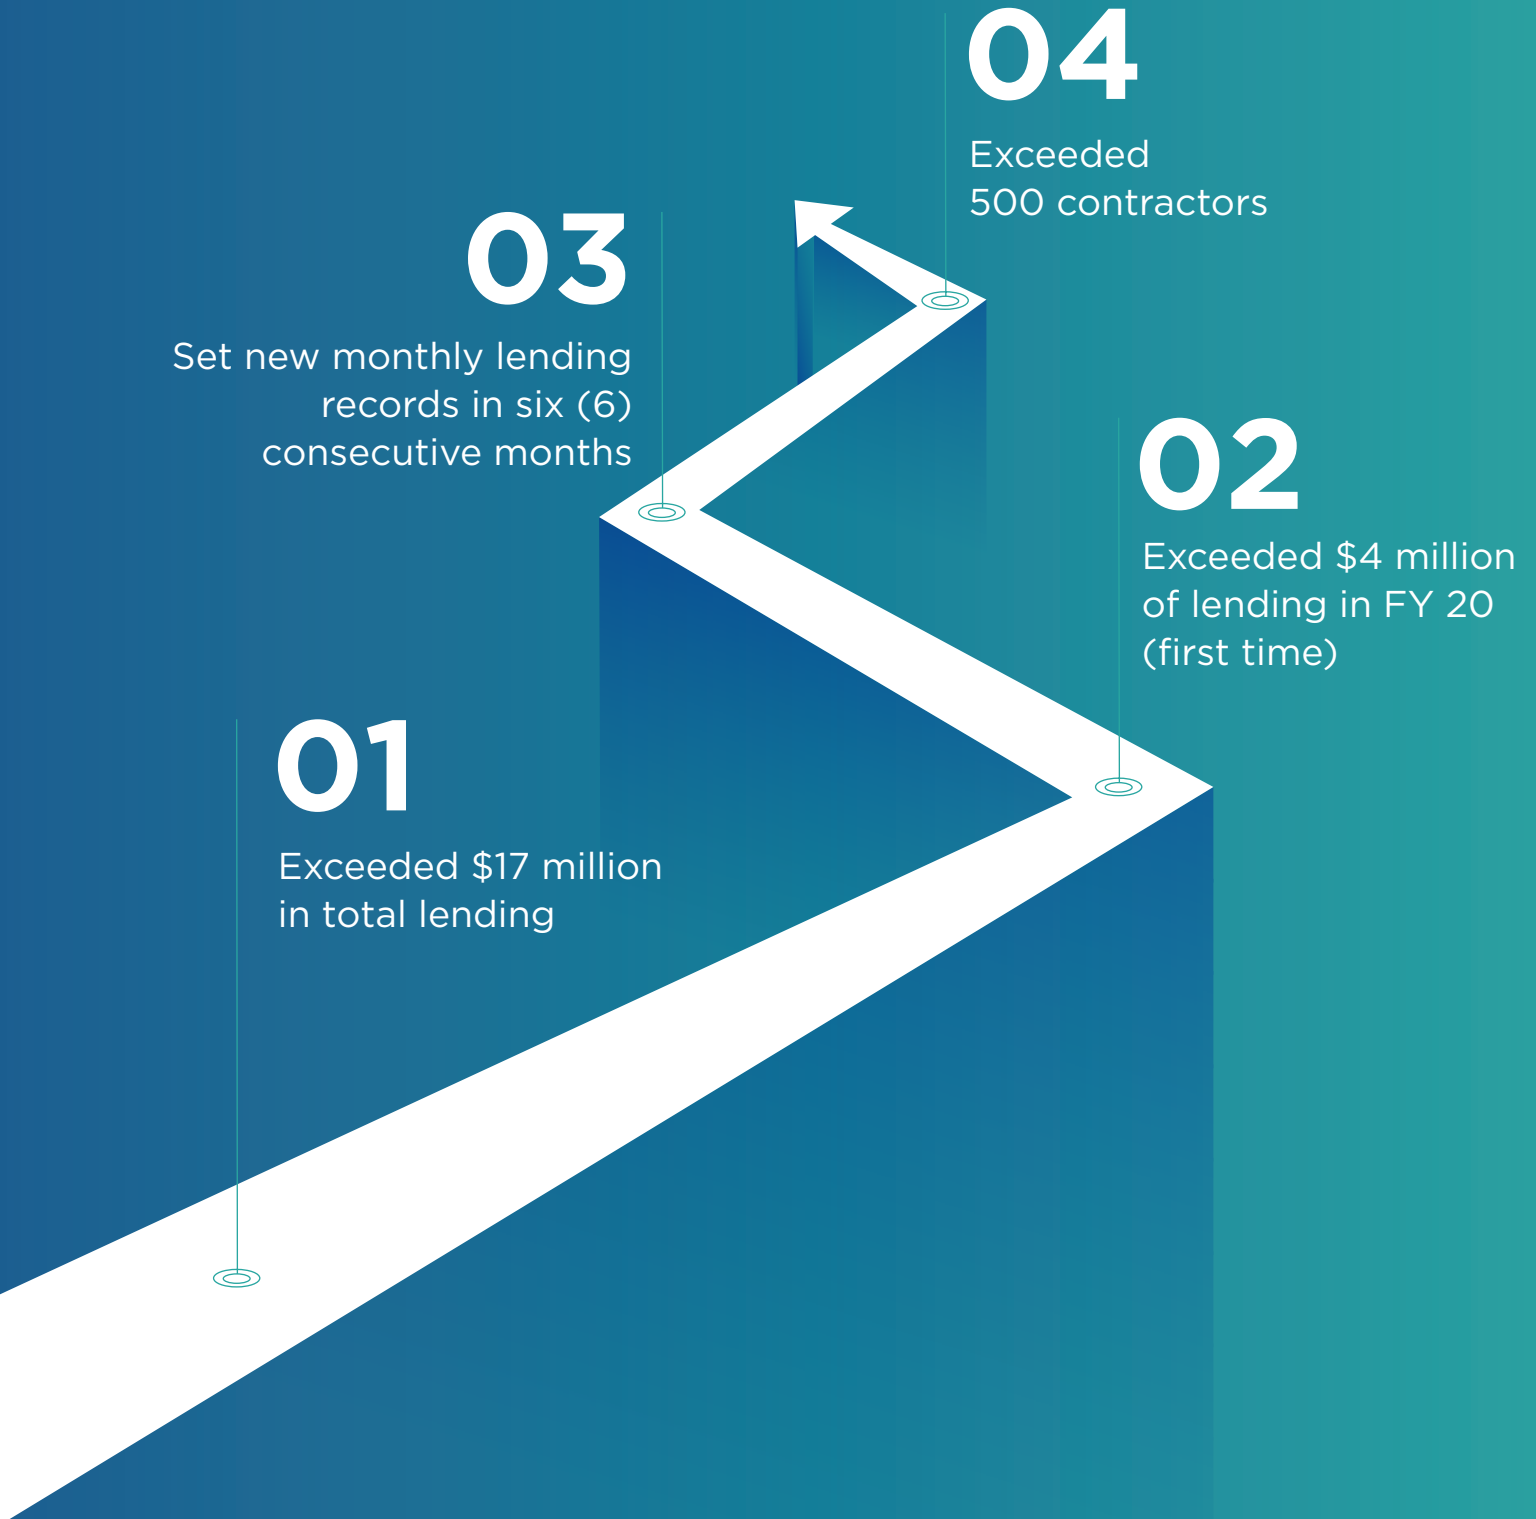 04
Exceeded
500 contractors
03
Set new monthly lending
records in six (6)
consecutive months
02
Exceeded $4 million
of lending in FY 20
(first time)
01
Exceeded $17 million
in total lending